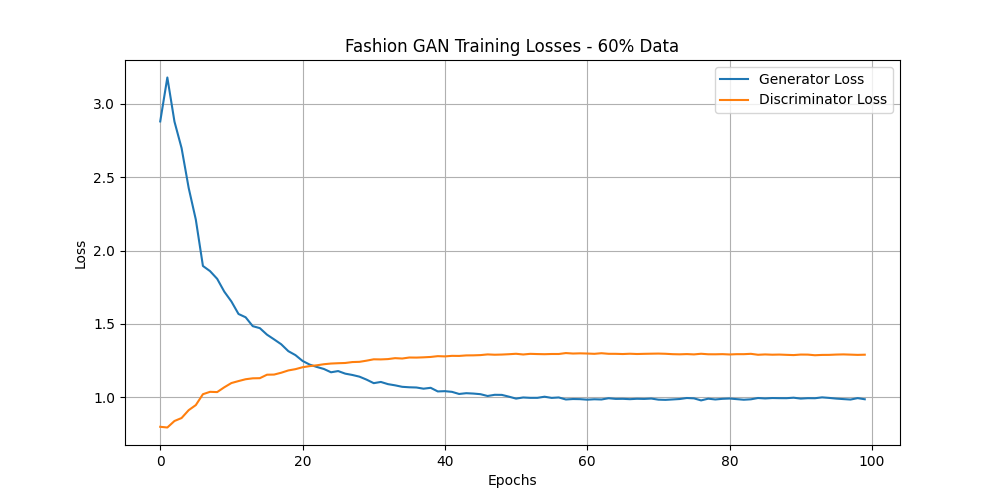 Fashion GAN Training Losses - 60% Data
Generator Loss
Discriminator Loss
3.0
2.5
2.0
1.5
1.0
Loss
0 20 40 60 80 100
Epochs